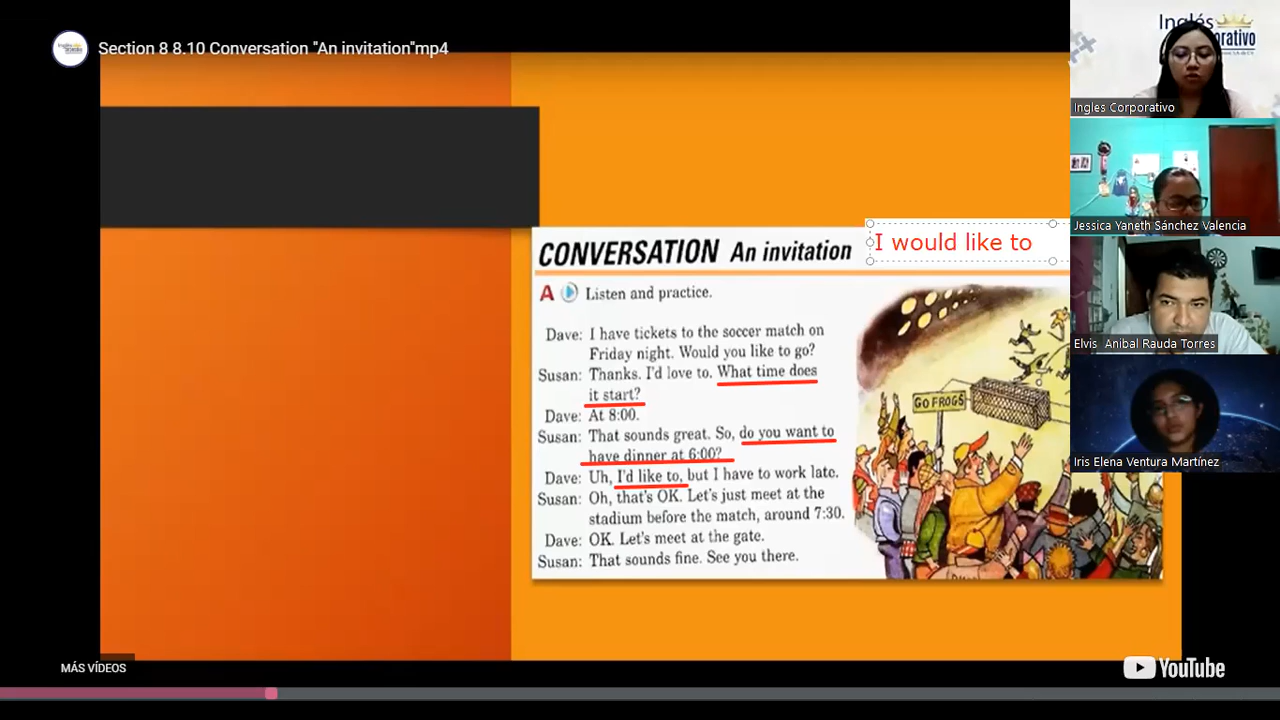 Section 8 8.10 Conversation "An invitation"mp4
Inglés
Ingles Corporativo
Jessica Yaneth Sánchez Valencia
Elvis Anibal Rauda Torres
Iris Elena Ventura Martínez
I would like to
CONVERSATION An invitation
A Listen and practice.
Dave: I have tickets to the soccer match on
Friday night. Would you like to go?
Susan: Thanks. I'd love to. What time does
it start?
Dave: At 8:00.
Susan: That sounds great. So, do you want to
have dinner at 6:00?
Dave: Uh, I'd like to, but I have to work late.
Susan: Oh, that's OK. Let's just meet at the
stadium before the match, around 7:30.
Dave: OK. Let's meet at the gate.
Susan: That sounds fine. See you there.
GO FROGS
MÁS VÍDEOS
YouTube